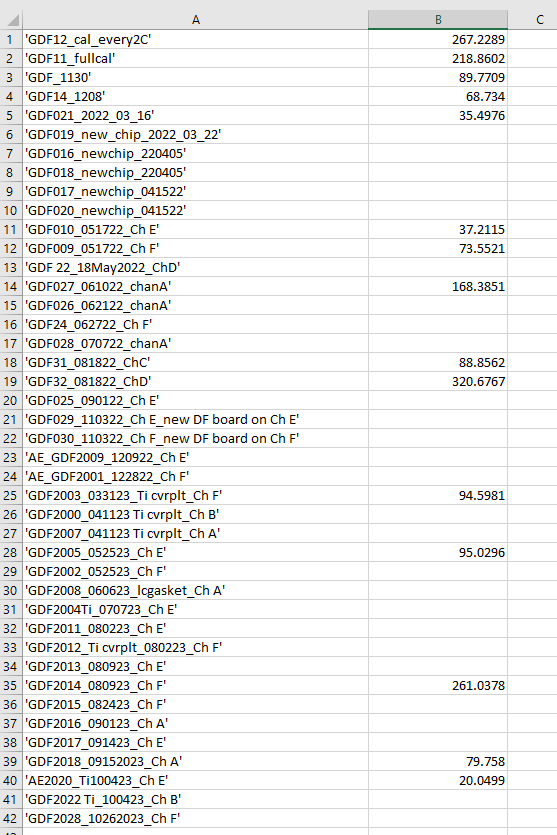 A B C
1 'GDF12_cal_every2C' 267.2289
2 'GDF11_fullcal' 218.8602
3 'GDF_1130' 89.7709
4 'GDF14_1208' 68.734
5 'GDF021_2022_03_16' 35.4976
6 'GDF019_new_chip_2022_03_22'
7 'GDF016_newchip_220405'
8 'GDF018_newchip_220405'
9 'GDF017_newchip_041522'
10 'GDF020_newchip_041522'
11 'GDF010_051722_Ch E' 37.2115
12 'GDF009_051722_Ch F' 73.5521
13 'GDF 22_18May2022_ChD'
14 'GDF027_061022_chanA' 168.3851
15 'GDF026_062122_chanA'
16 'GDF24_062722_Ch F'
17 'GDF028_070722_chanA'
18 'GDF31_081822_ChC' 88.8562
19 'GDF32_081822_ChD' 320.6767
20 'GDF025_090122_Ch E'
21 'GDF029_110322_Ch E_new DF board on Ch E'
22 'GDF030_110322_Ch F_new DF board on Ch F'
23 'AE_GDF2009_120922_Ch E'
24 'AE_GDF2001_122822_Ch F'
25 'GDF2003_033123_Ti cvrplt_Ch F' 94.5981
26 'GDF2000_041123 Ti cvrplt_Ch B'
27 'GDF2007_041123 Ti cvrplt_Ch A'
28 'GDF2005_052523_Ch E' 95.0296
29 'GDF2002_052523_Ch F'
30 'GDF2008_060623_lcgasket_Ch A'
31 'GDF2004Ti_070723_Ch E'
32 'GDF2011_080223_Ch E'
33 'GDF2012_Ti cvrplt_080223_Ch F'
34 'GDF2013_080923_Ch E'
35 'GDF2014_080923_Ch F' 261.0378
36 'GDF2015_082423_Ch F'
37 'GDF2016_090123_Ch A'
38 'GDF2017_091423_Ch E'
39 'GDF2018_09152023_Ch A' 79.758
40 'AE2020_Ti100423_Ch E' 20.0499
41 'GDF2022 Ti_100423_Ch B'
42 'GDF2028_10262023_Ch F'